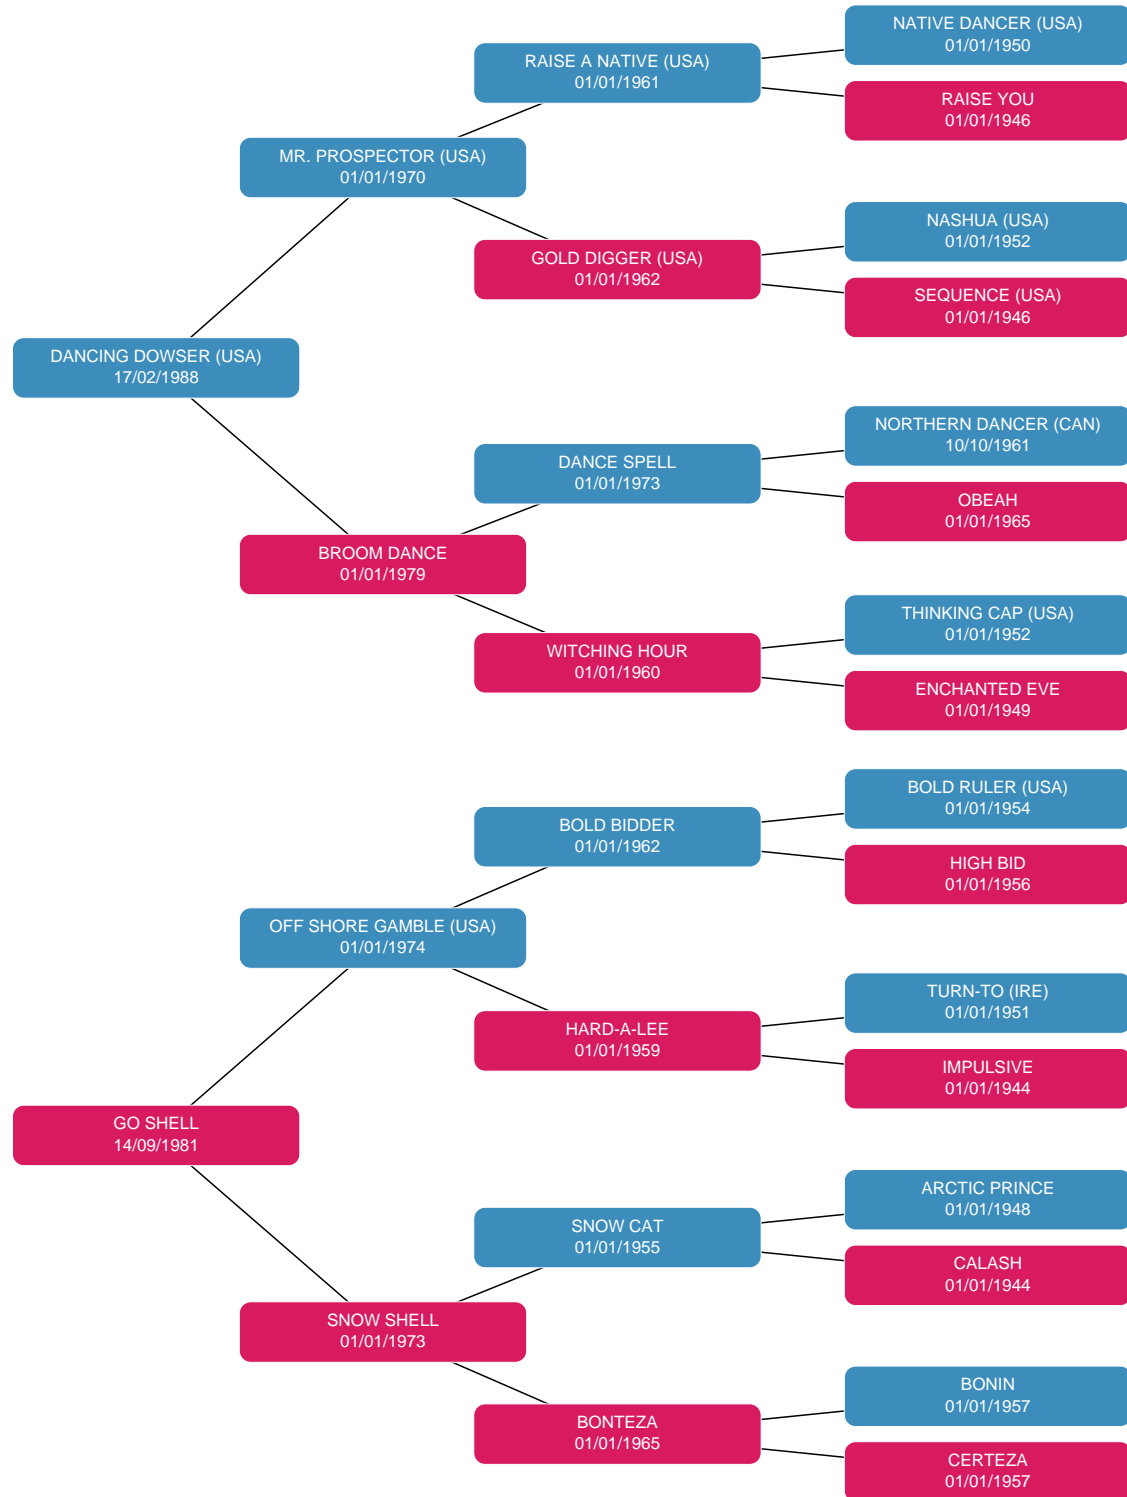 NATIVE DANCER (USA)
01/01/1950
RAISE A NATIVE (USA)
01/01/1961
RAISE YOU
01/01/1946
MR. PROSPECTOR (USA)
01/01/1970
NASHUA (USA)
01/01/1952
GOLD DIGGER (USA)
01/01/1962
SEQUENCE (USA)
01/01/1946
DANCING DOWSER (USA)
17/02/1988
NORTHERN DANCER (CAN)
10/10/1961
DANCE SPELL
01/01/1973
OBEAH
01/01/1965
BROOM DANCE
01/01/1979
THINKING CAP (USA)
01/01/1952
WITCHING HOUR
01/01/1960
ENCHANTED EVE
01/01/1949
BOLD RULER (USA)
01/01/1954
BOLD BIDDER
01/01/1962
HIGH BID
01/01/1956
OFF SHORE GAMBLE (USA)
01/01/1974
TURN-TO (IRE)
01/01/1951
HARD-A-LEE
01/01/1959
IMPULSIVE
01/01/1944
GO SHELL
14/09/1981
ARCTIC PRINCE
01/01/1948
SNOW CAT
01/01/1955
CALASH
01/01/1944
SNOW SHELL
01/01/1973
BONIN
01/01/1957
BONTEZA
01/01/1965
CERTEZA
01/01/1957